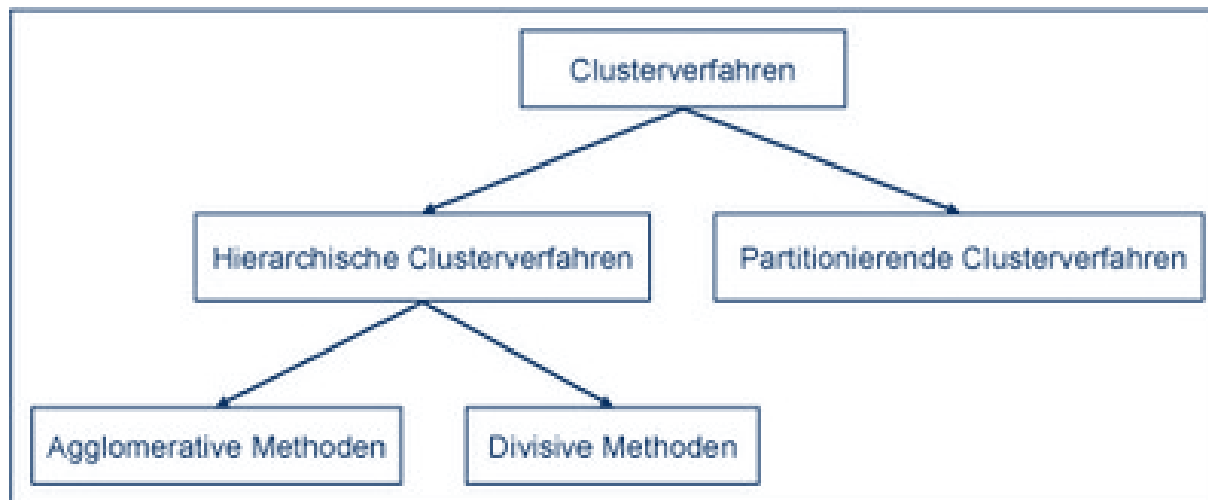 Clusterverfahren
Hierarchische Clusterverfahren
Partitionierende Clusterverfahren
Agglomerative Methoden
Divisive Methoden